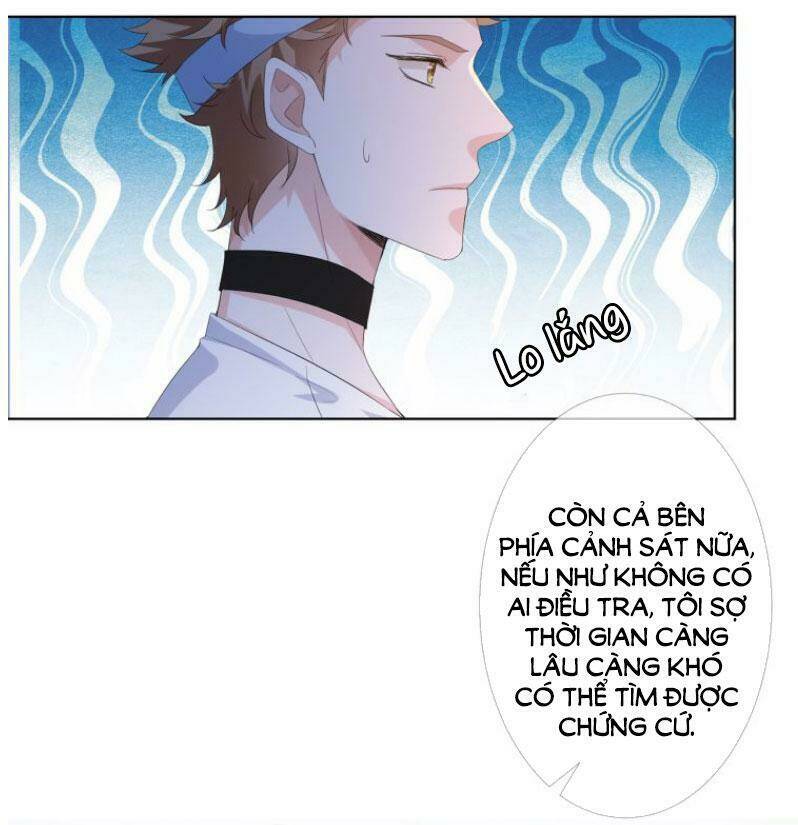 Lo lắng
CÒN CẢ BÊN
PHÍA CẢNH SÁT NỮA,
NẾU NHƯ KHÔNG CÓ
AI ĐIỀU TRA, TÔI SỢ
THỜI GIAN CÀNG
LÂU CÀNG KHÓ
CÓ THỂ TÌM ĐƯỢC
CHỨNG CỨ.